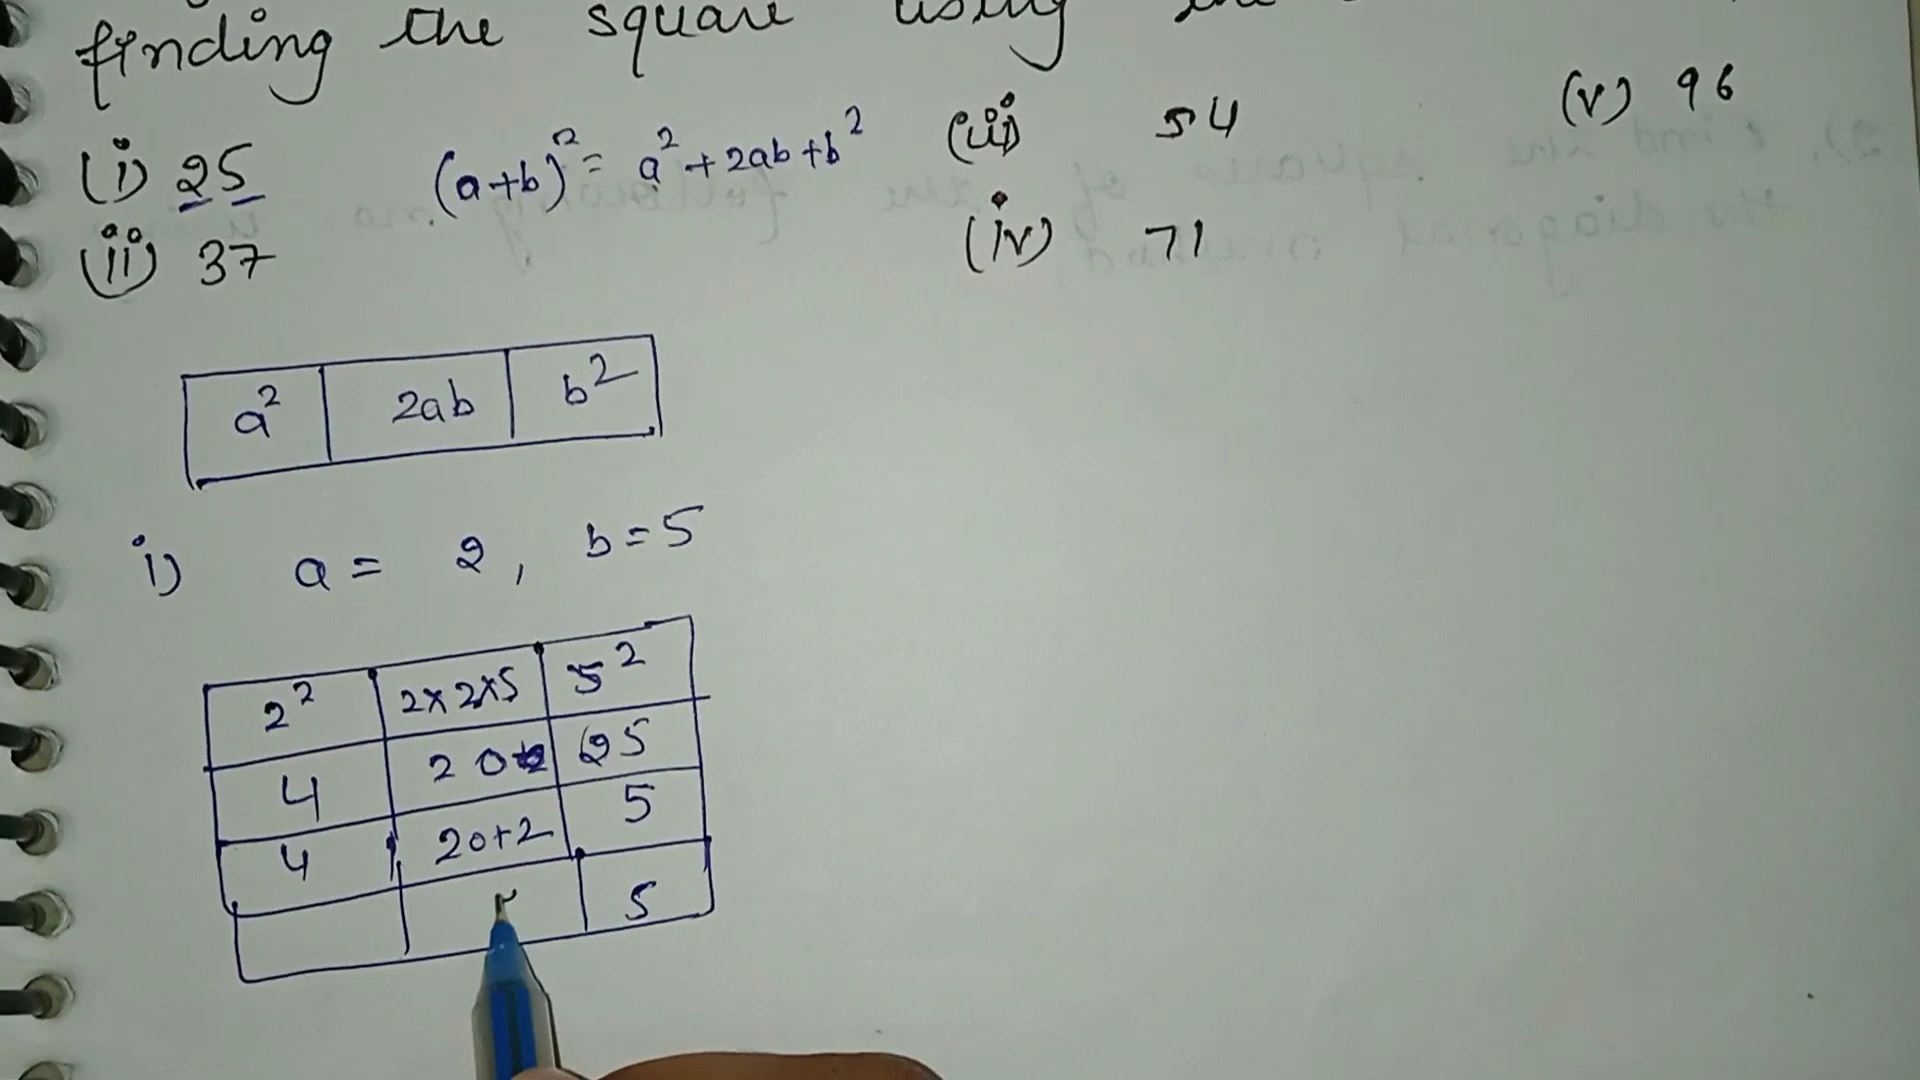 finding the square using
(i) 25 (a+b)² = a² + 2ab + b² (iii) 54 (v) 96
(ii) 37 (iv) 71
a² 2ab b²
i) a = 2, b = 5
2² 2×2×5 5²
4 20 25
4 20+2 5
5